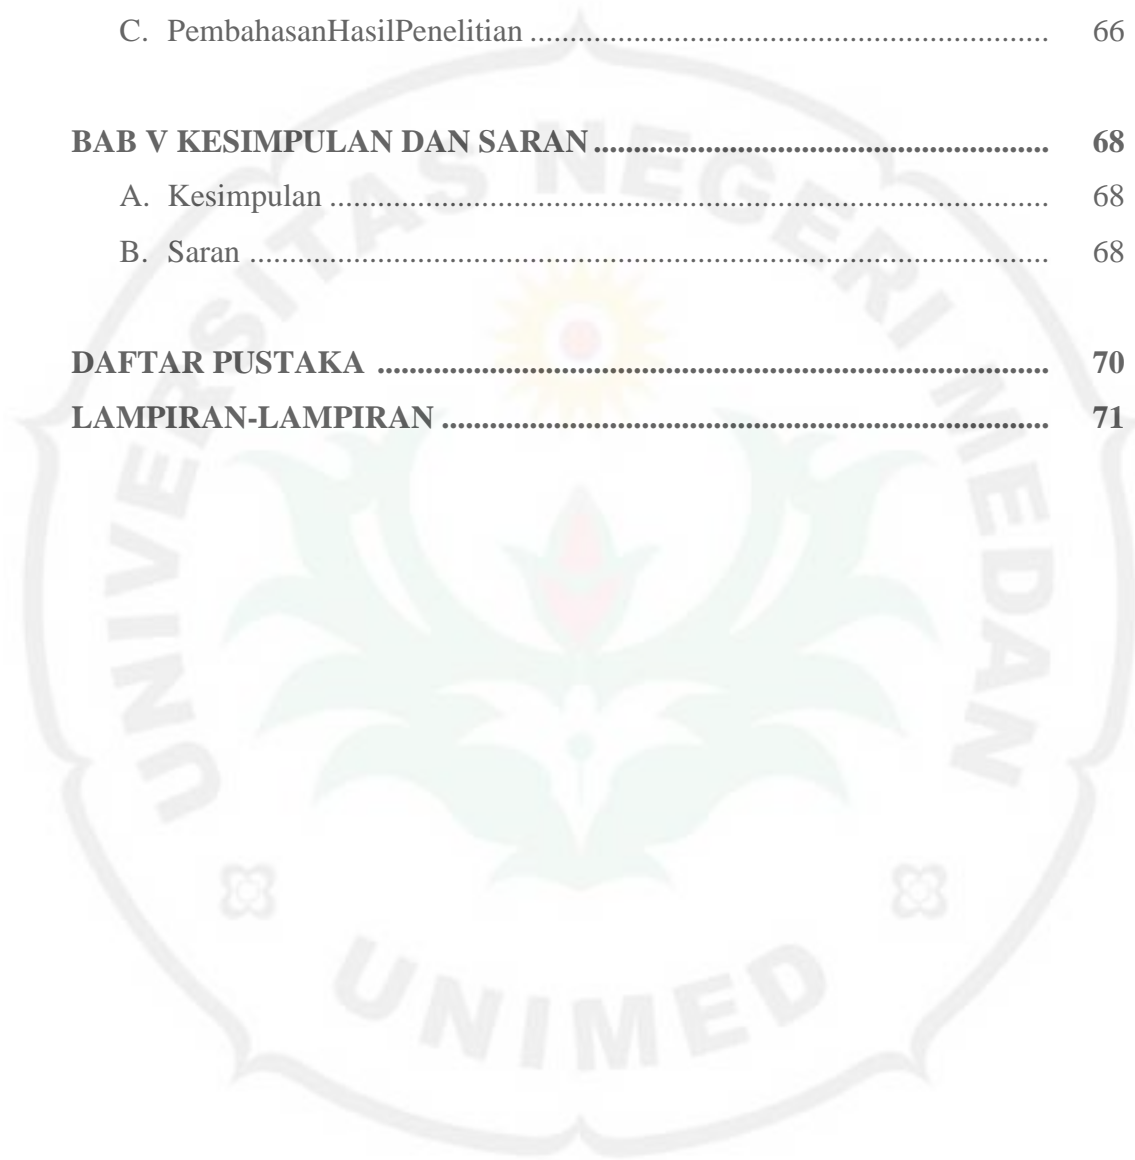 C. PembahasanHasilPenelitian ............................................................... 66
BAB V KESIMPULAN DAN SARAN ........................................................ 68
A. Kesimpulan ........................................................................................ 68
B. Saran .................................................................................................. 68
DAFTAR PUSTAKA ................................................................................... 70
LAMPIRAN-LAMPIRAN ........................................................................... 71
UNIVERSITAS NEGERI MEDAN
UNIMED